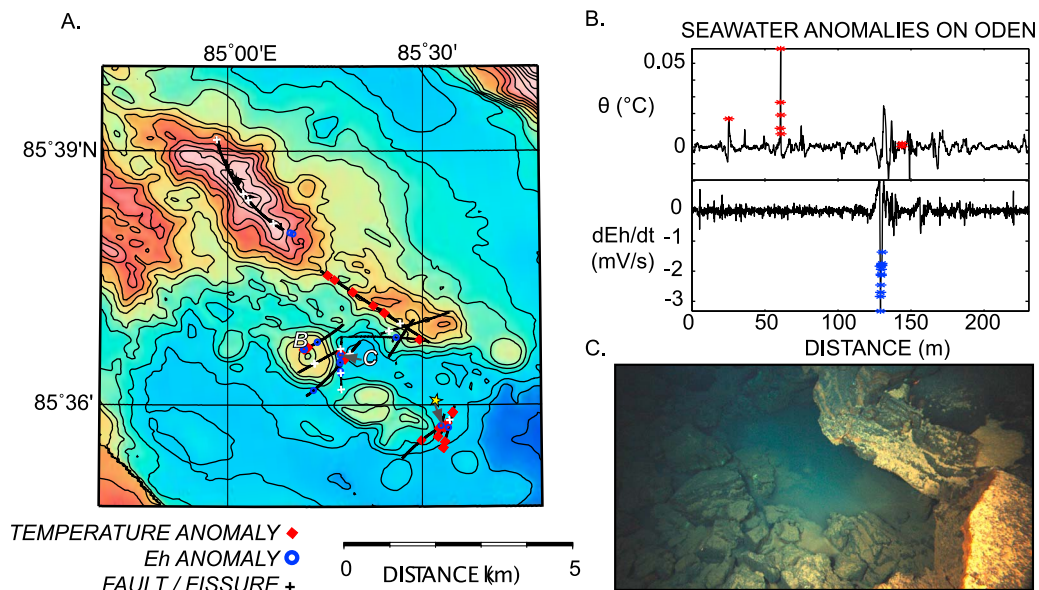 A.
85°00'E
85°30'
85°39'N
85°36'
B
C
TEMPERATURE ANOMALY
Eh ANOMALY
FAULT / FISSURE
0
5
DISTANCE (m)
B.
SEAWATER ANOMALIES ON ODEN
0.05
θ (°C)
0
0
dEh/dt
-1
(mV/s)
-2
-3
0
50
100
150
200
DISTANCE (m)
C.